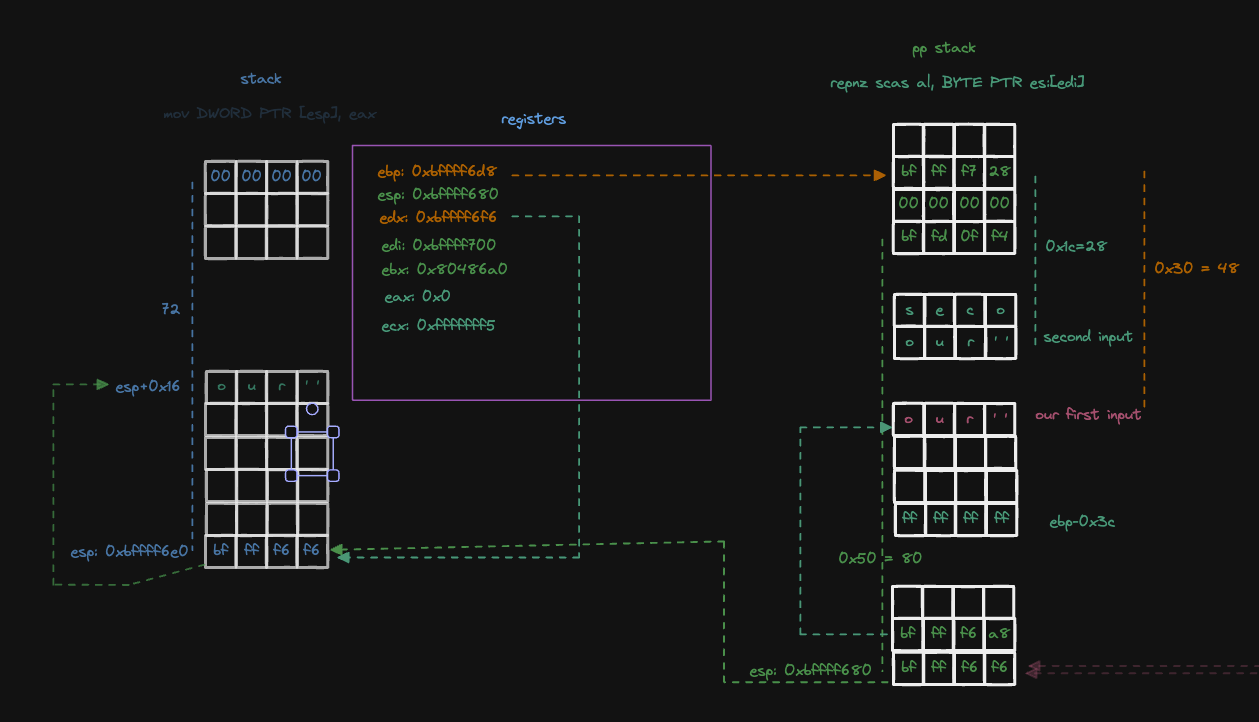 pp stack
stack
repnz scas al, BYTE PTR es:[edi]
mov DWORD PTR [esp], eax
registers
00 00 00 00
ebp: 0xbffff6d8
esp: 0xbffff680
edx: 0xbffff6f6
edi: 0xbffff700
ebx: 0x80486a0
eax: 0x0
ecx: 0xfffffff5
bf ff f7 28
00 00 00 00
bf fd 0f f4
0x1c=28
0x30 = 48
72
s e c o
o u r ' '
second input
esp+0x16
o u r ' '
o u r ' '
our first input
ff ff ff ff
ebp-0x3c
esp: 0xbffff6e0
bf ff f6 f6
0x50 = 80
bf ff f6 a8
esp: 0xbffff680
bf ff f6 f6